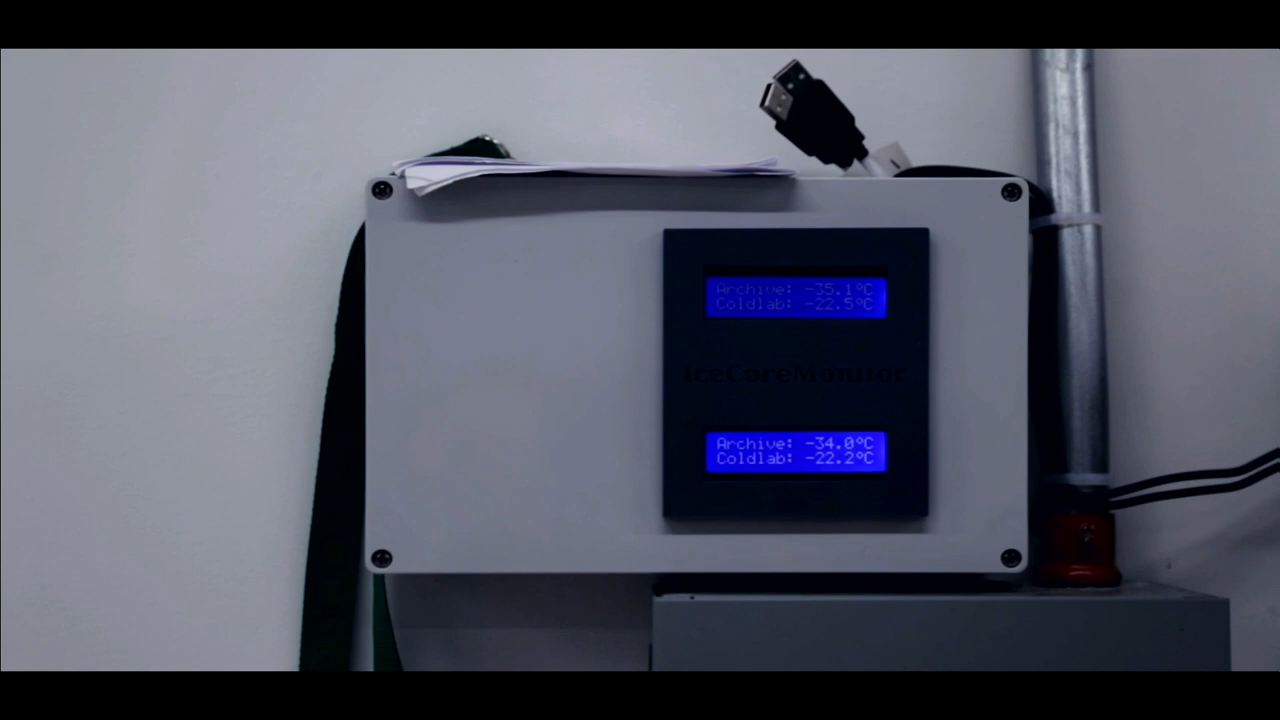 Archive: -35.1°C
Coldlab: -22.5°C
IceCoreMonitor
Archive: -34.0°C
Coldlab: -22.2°C